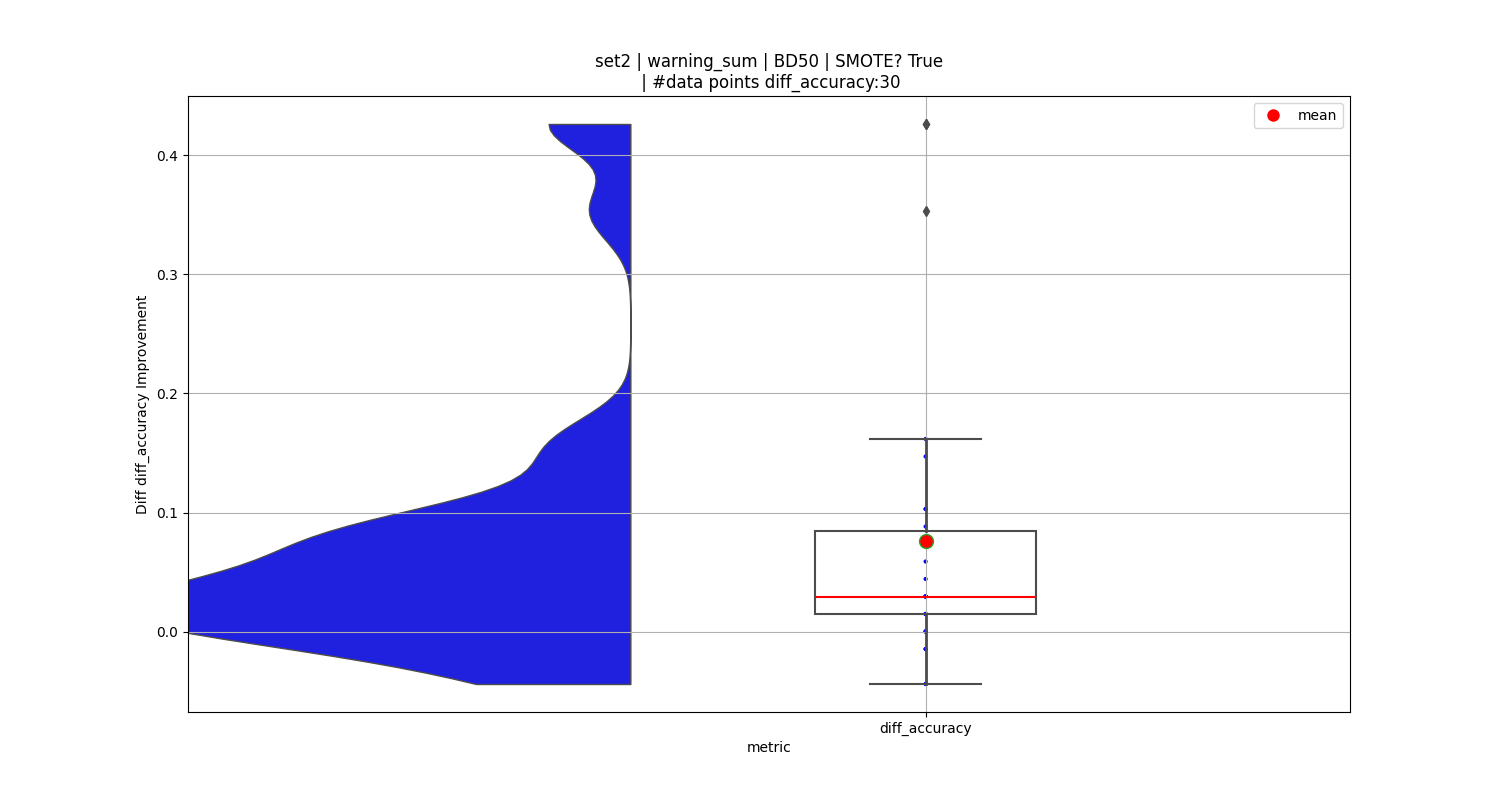 set2 | warning_sum | BD50 | SMOTE? True
| #data points diff_accuracy:30
mean
Diff diff_accuracy Improvement
0.4
0.3
0.2
0.1
0.0
diff_accuracy
metric